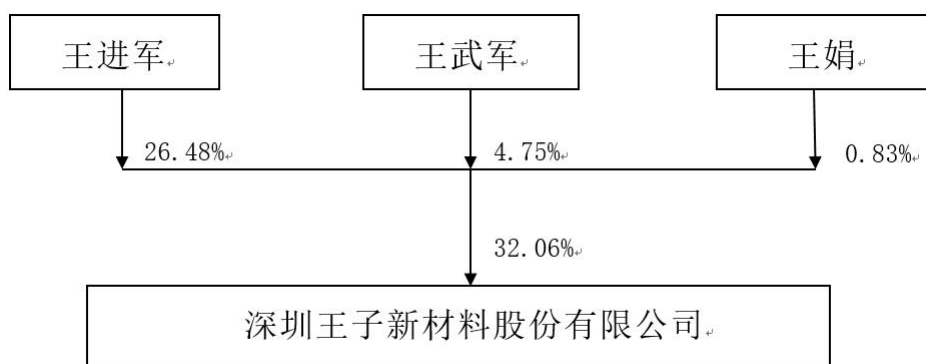 王进军
王武军
王娟
26.48%
4.75%
0.83%
32.06%
深圳王子新材料股份有限公司